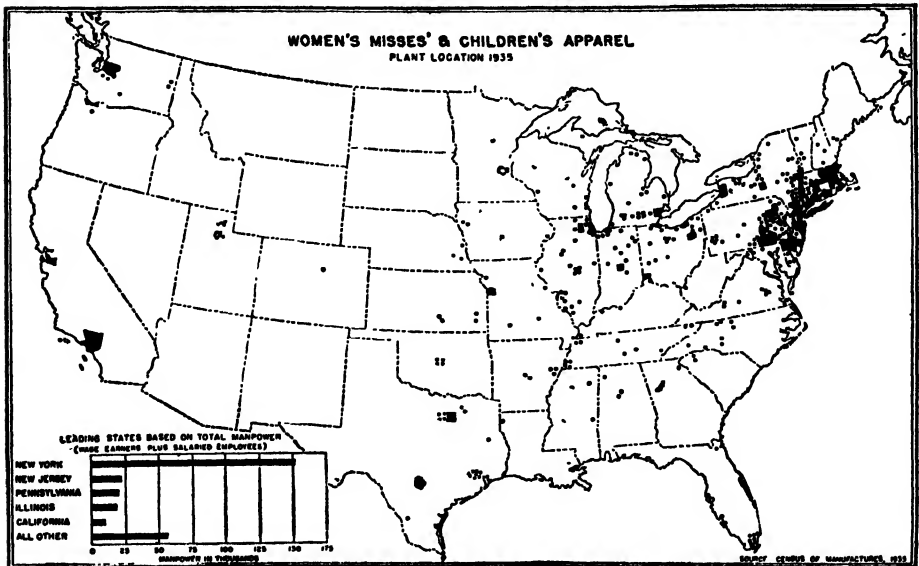 WOMEN'S MISSES' & CHILDREN'S APPAREL
PLANT LOCATION 1935
LEADING STATES BASED ON TOTAL MANPOWER
(WAGE EARNERS PLUS SALARIED EMPLOYEES)
NEW YORK
NEW JERSEY
PENNSYLVANIA
ILLINOIS
CALIFORNIA
ALL OTHER
0 25 50 75 100 125 150 175
MANPOWER IN THOUSANDS
SOURCE CENSUS OF MANUFACTURES, 1935